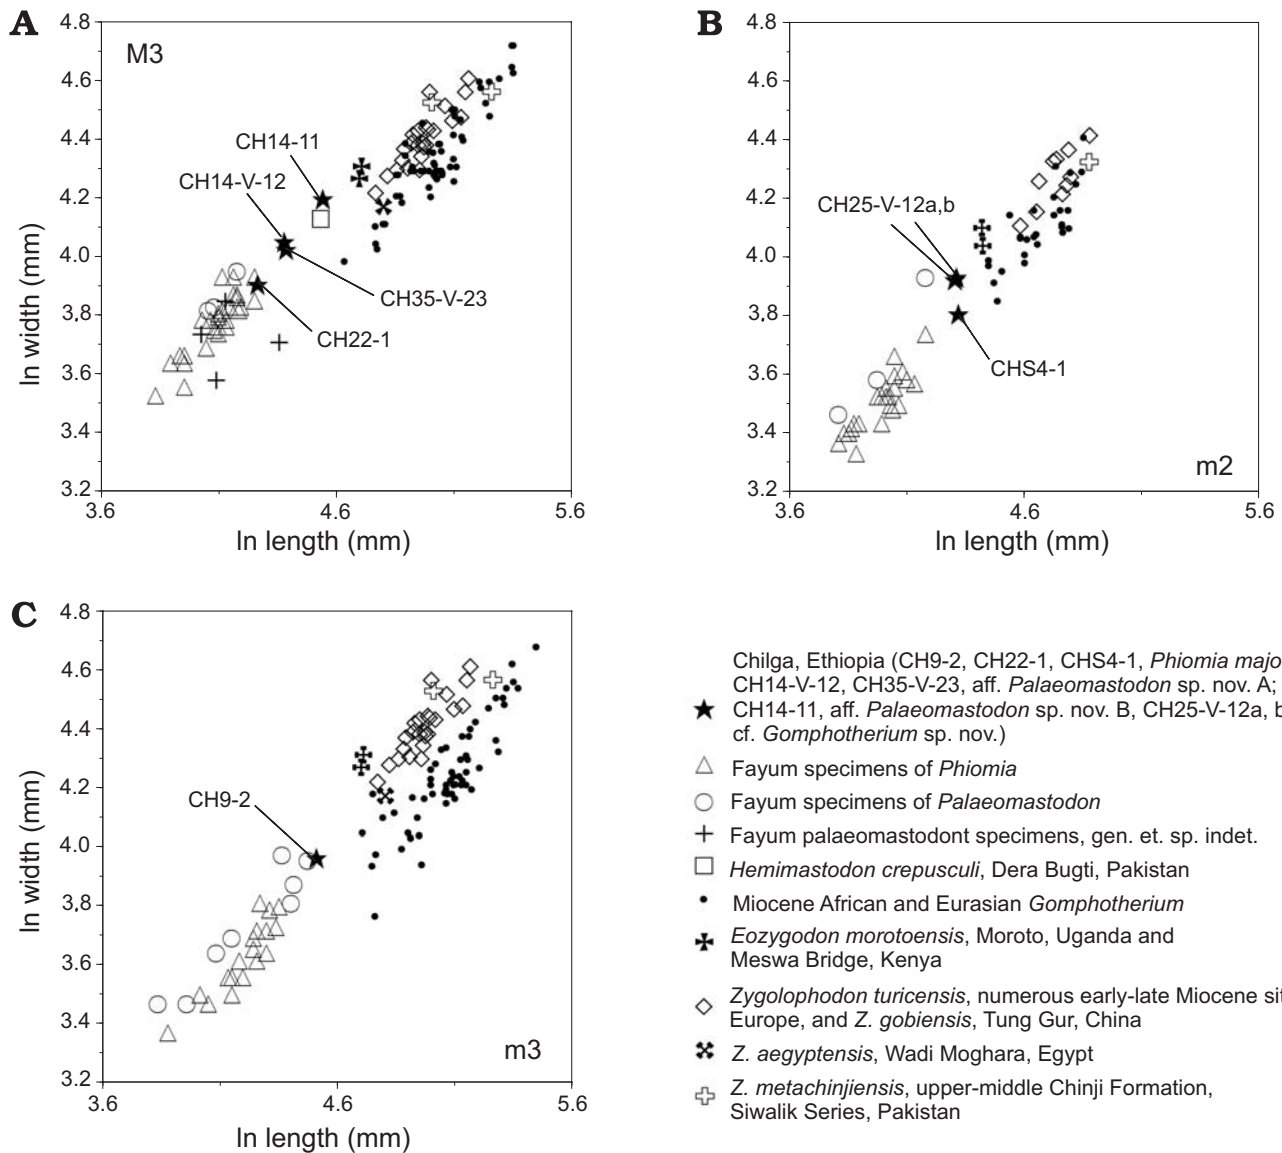 A
M3
4.8
4.6
4.4
4.2
4.0
3.8
3.6
3.4
3.2
3.6
4.6
5.6
ln width (mm)
ln length (mm)
CH14-11
CH14-V-12
CH35-V-23
CH22-1
B
m2
4.8
4.6
4.4
4.2
4.0
3.8
3.6
3.4
3.2
3.6
4.6
5.6
ln width (mm)
ln length (mm)
CH25-V-12a,b
CHS4-1
C
m3
4.8
4.6
4.4
4.2
4.0
3.8
3.6
3.4
3.2
3.6
4.6
5.6
ln width (mm)
ln length (mm)
CH9-2
Chilga, Ethiopia (CH9-2, CH22-1, CHS4-1, Phiomia majo
CH14-V-12, CH35-V-23, aff. Palaeomastodon sp. nov. A;
CH14-11, aff. Palaeomastodon sp. nov. B, CH25-V-12a, b
cf. Gomphotherium sp. nov.)
Fayum specimens of Phiomia
Fayum specimens of Palaeomastodon
Fayum palaeomastodont specimens, gen. et. sp. indet.
Hemimastodon crepusculi, Dera Bugti, Pakistan
Miocene African and Eurasian Gomphotherium
Eozygodon morotoensis, Moroto, Uganda and
Meswa Bridge, Kenya
Zygolophodon turicensis, numerous early-late Miocene sit
Europe, and Z. gobiensis, Tung Gur, China
Z. aegyptensis, Wadi Moghara, Egypt
Z. metachinjiensis, upper-middle Chinji Formation,
Siwalik Series, Pakistan